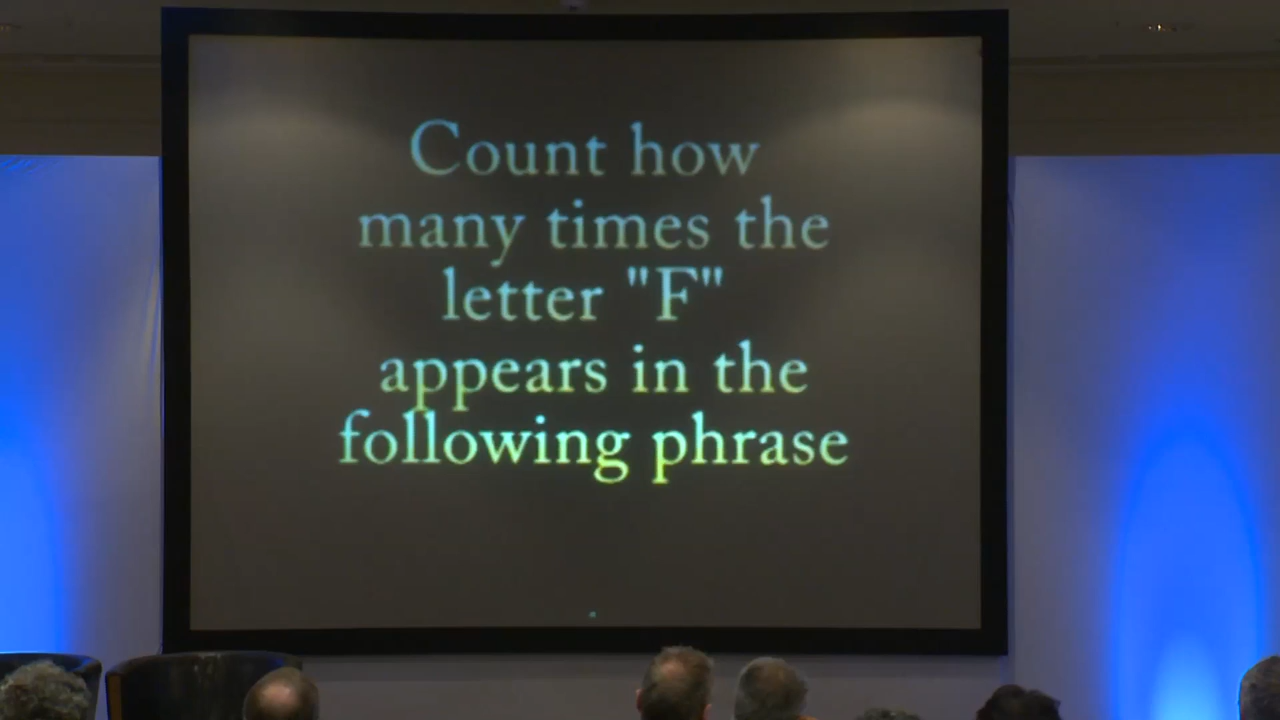 Count how
many times the
letter "F"
appears in the
following phrase